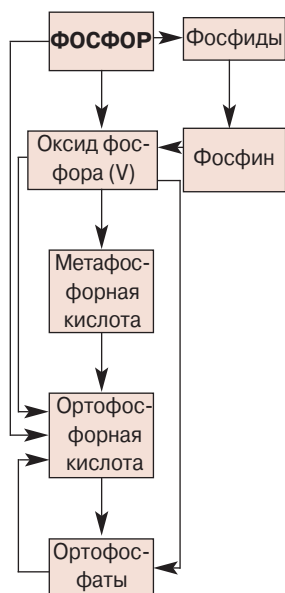 ФОСФОР
Фосфиды
Оксид фос-
фора (V)
Фосфин
Метафос-
форная
кислота
Ортофос-
форная
кислота
Ортофос-
фаты